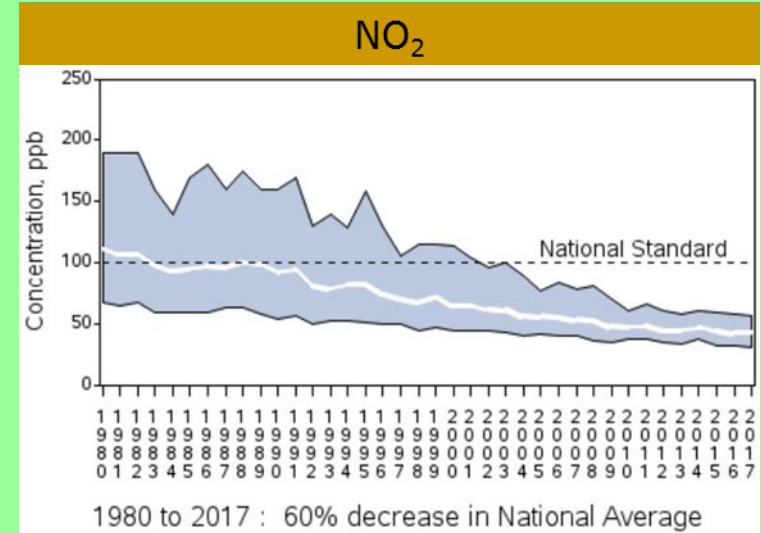 NO₂
Concentration, ppb
250
200
150
100
50
0
National Standard
1980 1981 1982 1983 1984 1985 1986 1987 1988 1989 1990 1991 1992 1993 1994 1995 1996 1997 1998 1999 2000 2001 2002 2003 2004 2005 2006 2007 2008 2009 2010 2011 2012 2013 2014 2015 2016 2017
1980 to 2017 : 60% decrease in National Average